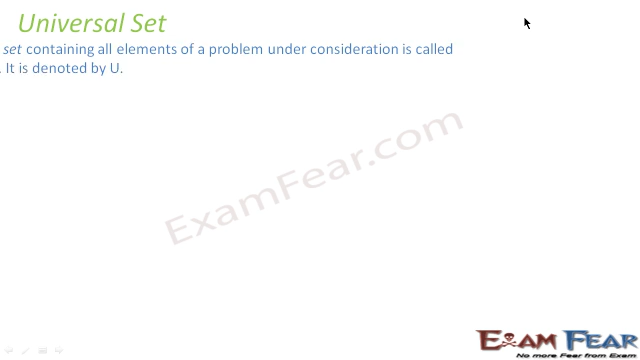 Universal Set
set containing all elements of a problem under consideration is called
. It is denoted by U.
ExamFear.com
EXAM FEAR
No more Fear from Exam